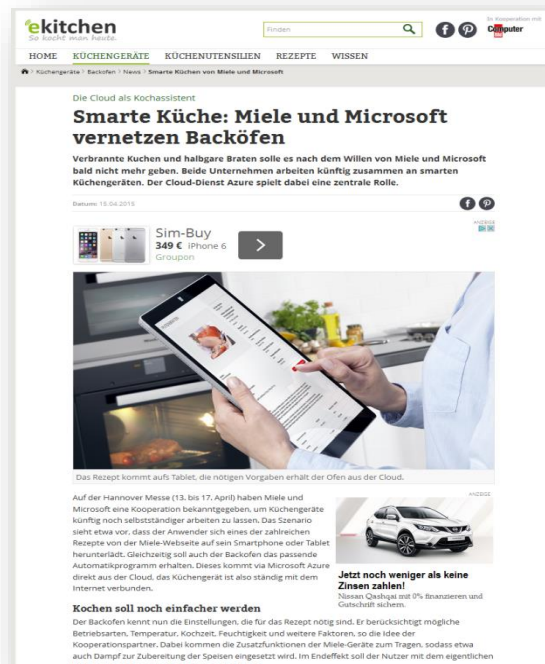 ekitchen
So kocht man heute.
Finden
In Kooperation mit
Computer
HOME KÜCHENGERÄTE KÜCHENUTENSILIEN REZEPTE WISSEN
> Küchengeräte > Backofen > News > Smarte Küchen von Miele und Microsoft
Die Cloud als Kochassistent
Smarte Küche: Miele und Microsoft
vernetzen Backöfen
Verbrannte Kuchen und halbgare Braten solle es nach dem Willen von Miele und Microsoft
bald nicht mehr geben. Beide Unternehmen arbeiten künftig zusammen an smarten
Küchengeräten. Der Cloud-Dienst Azure spielt dabei eine zentrale Rolle.
Datum: 15.04.2015
ANZEIGE
Sim-Buy
349 € iPhone 6
Groupon
Das Rezept kommt aufs Tablet, die nötigen Vorgaben erhält der Ofen aus der Cloud.
Auf der Hannover Messe (13. bis 17. April) haben Miele und
Microsoft eine Kooperation bekanntgegeben, um Küchengeräte
künftig noch selbstständiger arbeiten zu lassen. Das Szenario
sieht etwa vor, dass der Anwender sich eines der zahlreichen
Rezepte von der Miele-Webseite auf sein Smartphone oder Tablet
herunterlädt. Gleichzeitig soll auch der Backofen das passende
Automatikprogramm erhalten. Dieses kommt via Microsoft Azure
direkt aus der Cloud, das Küchengerät ist also ständig mit dem
Internet verbunden.
ANZEIGE
Jetzt noch weniger als keine
Zinsen zahlen!
Nissan Qashqai mit 0% finanzieren und
Gutschrift sichern.
Kochen soll noch einfacher werden
Der Backofen kennt nun die Einstellungen, die für das Rezept nötig sind. Er berücksichtigt mögliche
Betriebsarten, Temperatur, Kochzeit, Feuchtigkeit und weitere Faktoren, so die Idee der
Kooperationspartner. Dabei kommen die Zusatzfunktionen der Miele-Geräte zum Tragen, sodass etwa
auch Dampf zur Zubereitung der Speisen eingesetzt wird. Im Endeffekt soll der Nutzer mit dem eigentlichen